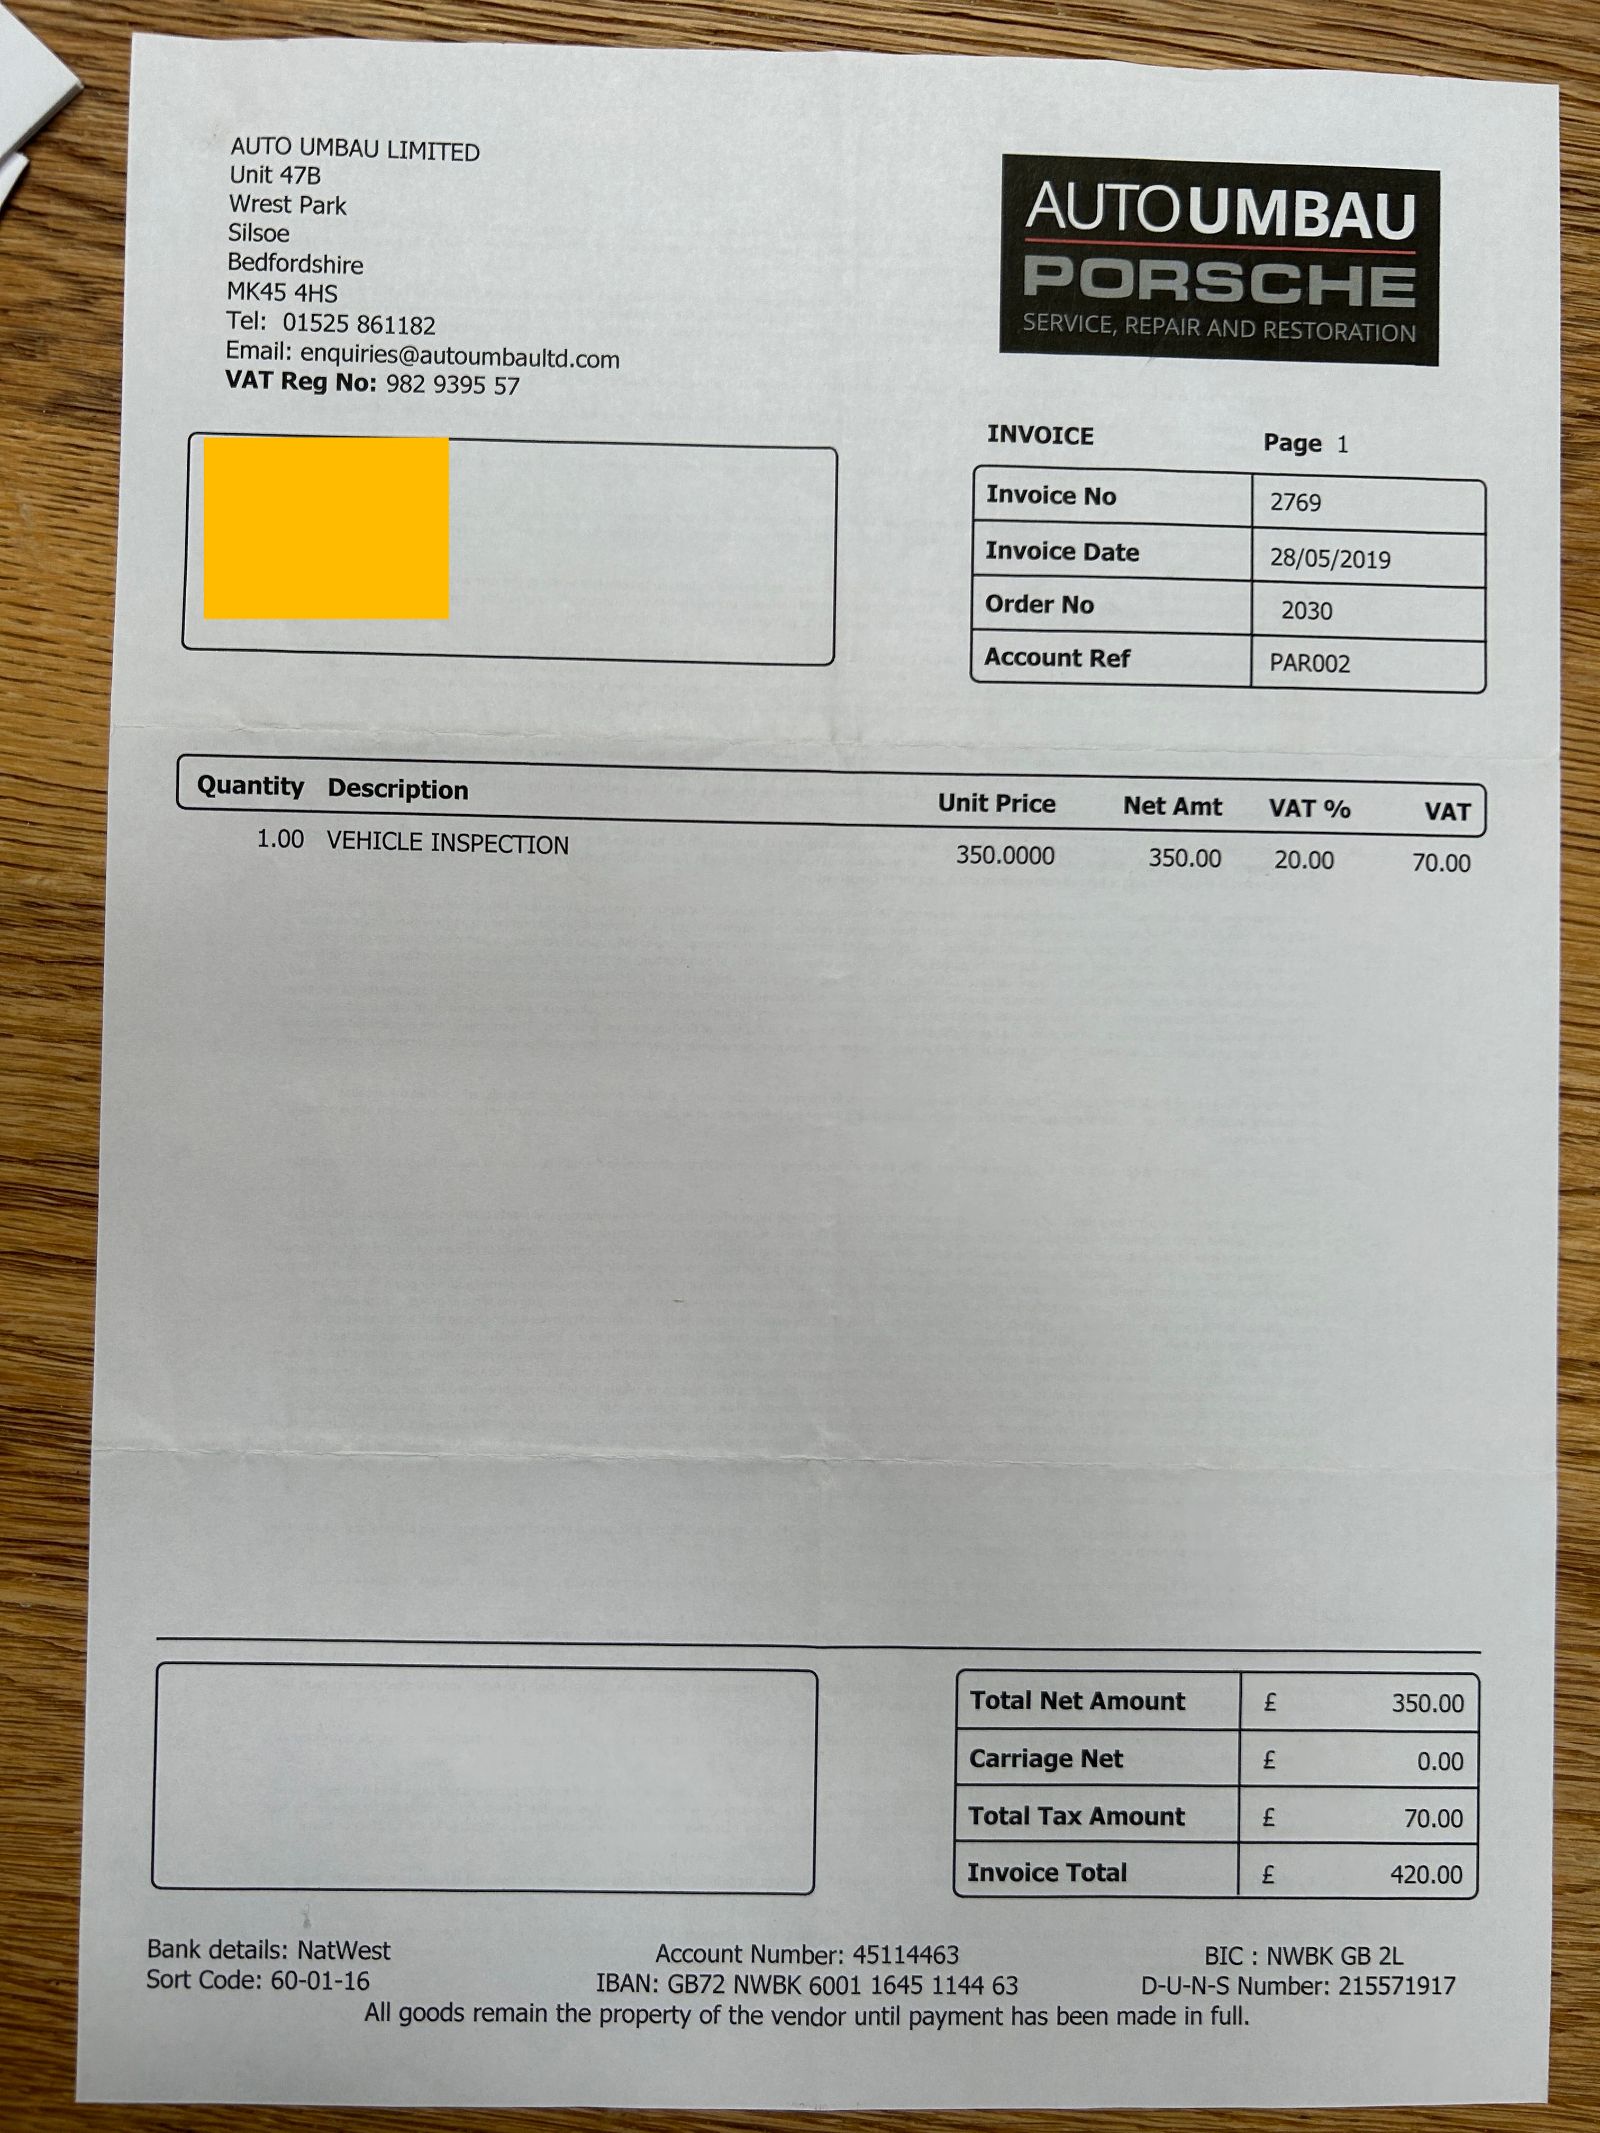 AUTO UMBAU LIMITED
Unit 47B
Wrest Park
Silsoe
Bedfordshire
MK45 4HS
Tel: 01525 861182
Email: enquiries@autoumbaultd.com
VAT Reg No: 982 9395 57
AUTOUMBAU
PORSCHE
SERVICE, REPAIR AND RESTORATION
INVOICE Page 1
Invoice No 2769
Invoice Date 28/05/2019
Order No 2030
Account Ref PAR002
Quantity Description Unit Price Net Amt VAT % VAT
1.00 VEHICLE INSPECTION 350.0000 350.00 20.00 70.00
Total Net Amount £ 350.00
Carriage Net £ 0.00
Total Tax Amount £ 70.00
Invoice Total £ 420.00
Bank details: NatWest Account Number: 45114463 BIC : NWBK GB 2L
Sort Code: 60-01-16 IBAN: GB72 NWBK 6001 1645 1144 63 D-U-N-S Number: 215571917
All goods remain the property of the vendor until payment has been made in full.